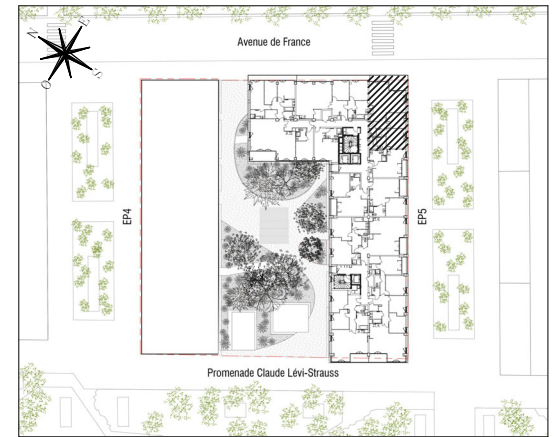 N
E
Avenue de France
O
S
EP4
EP5
Promenade Claude Lévi-Strauss